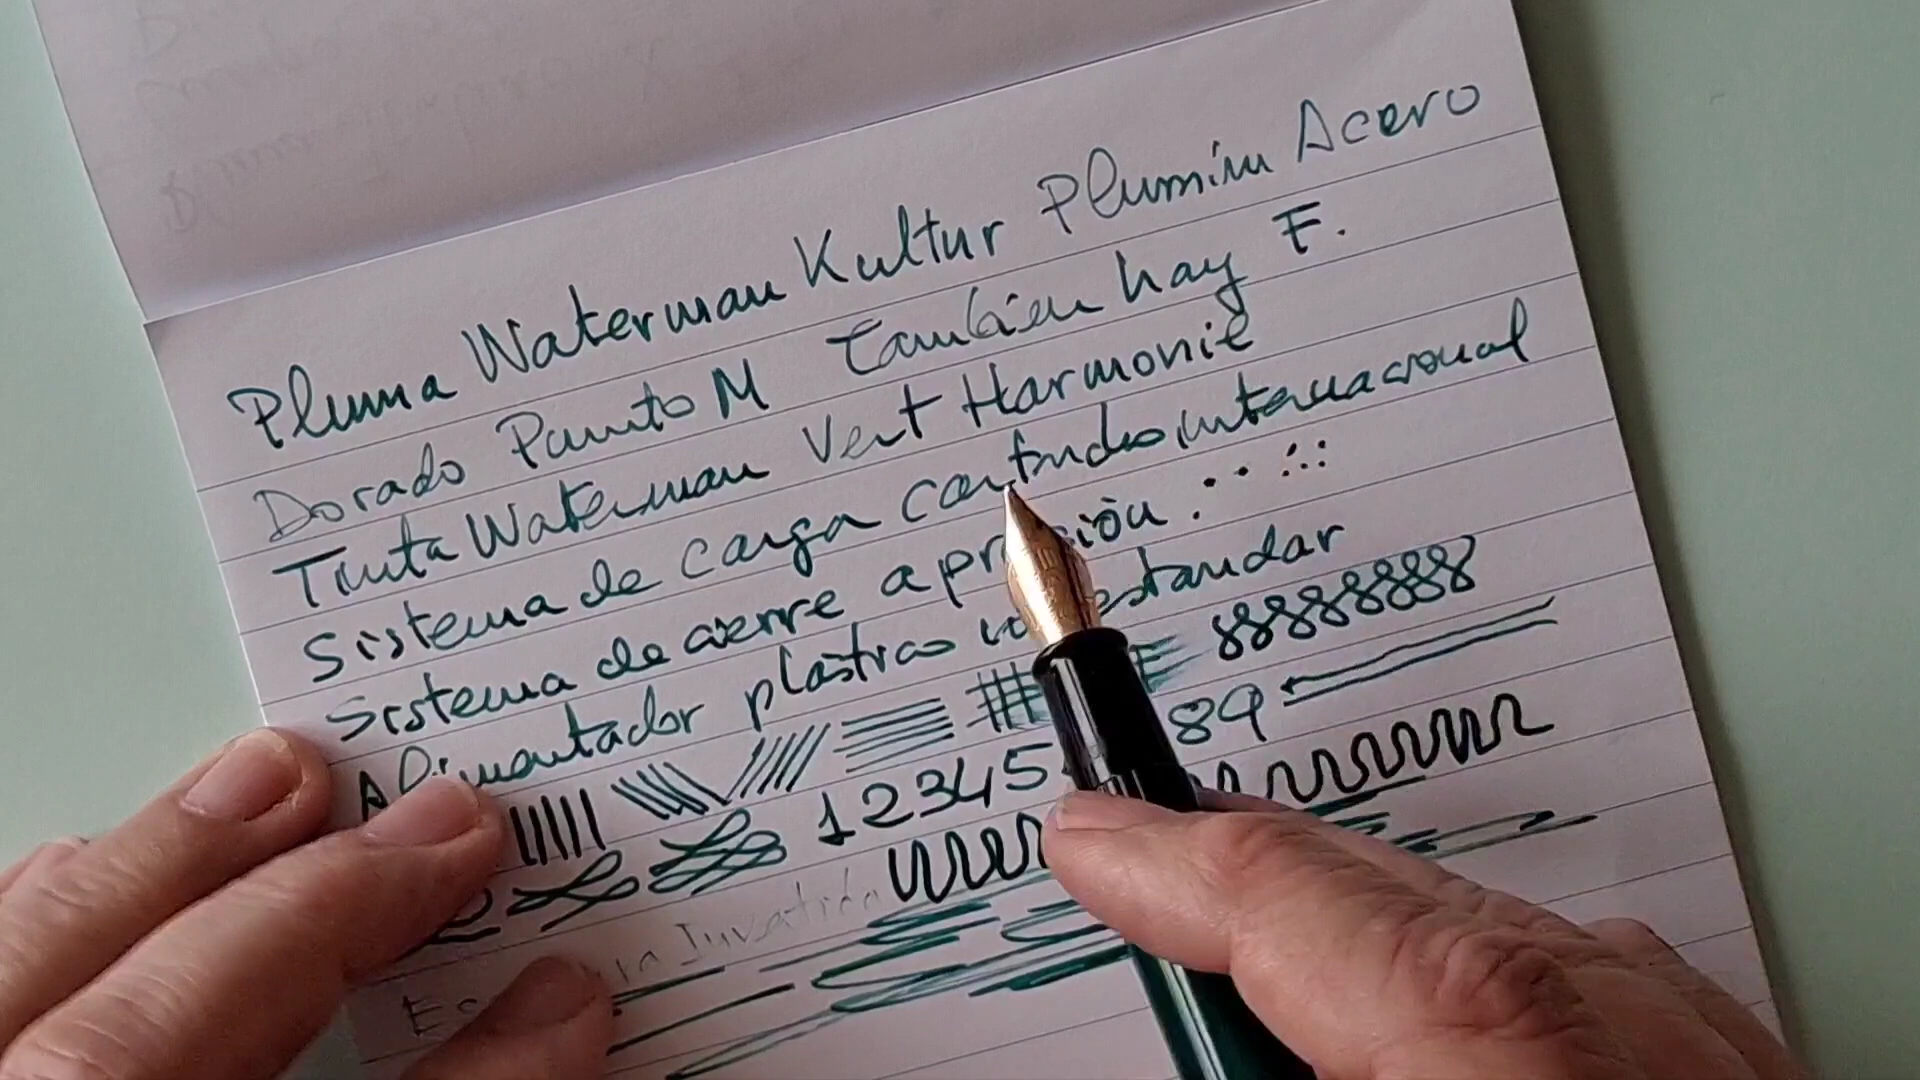 Pluma Waterman Kultur Plumín Acero
Dorado Punto M También hay F.
Tinta Waterman Vert Harmonie
Sistema de carga cartucho internacional
Sistema de cierre a presión.
Alimentador plástico estandar
88888888
12345 89
Invertida